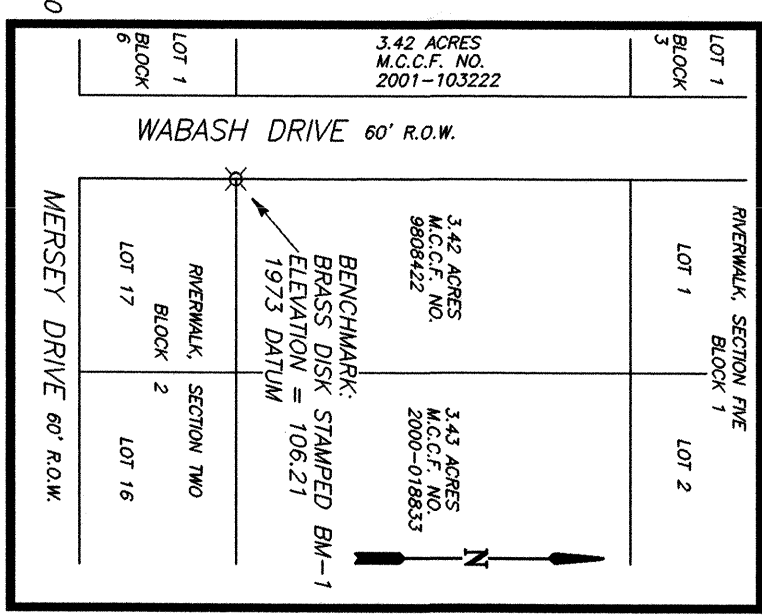 0
LOT 1
BLOCK
6
3.42 ACRES
M.C.C.F. NO.
2001-103222
LOT 1
BLOCK
3
WABASH DRIVE 60' R.O.W.
MERSEY DRIVE 60' R.O.W.
RIVERWALK, SECTION TWO
BLOCK 2
LOT 17
LOT 16
BENCHMARK:
BRASS DISK STAMPED BM-1
ELEVATION = 106.21
1973 DATUM
3.42 ACRES
M.C.C.F. NO.
9808422
3.43 ACRES
M.C.C.F. NO.
2000-018833
RIVERWALK, SECTION FIVE
BLOCK 1
LOT 1
LOT 2
N